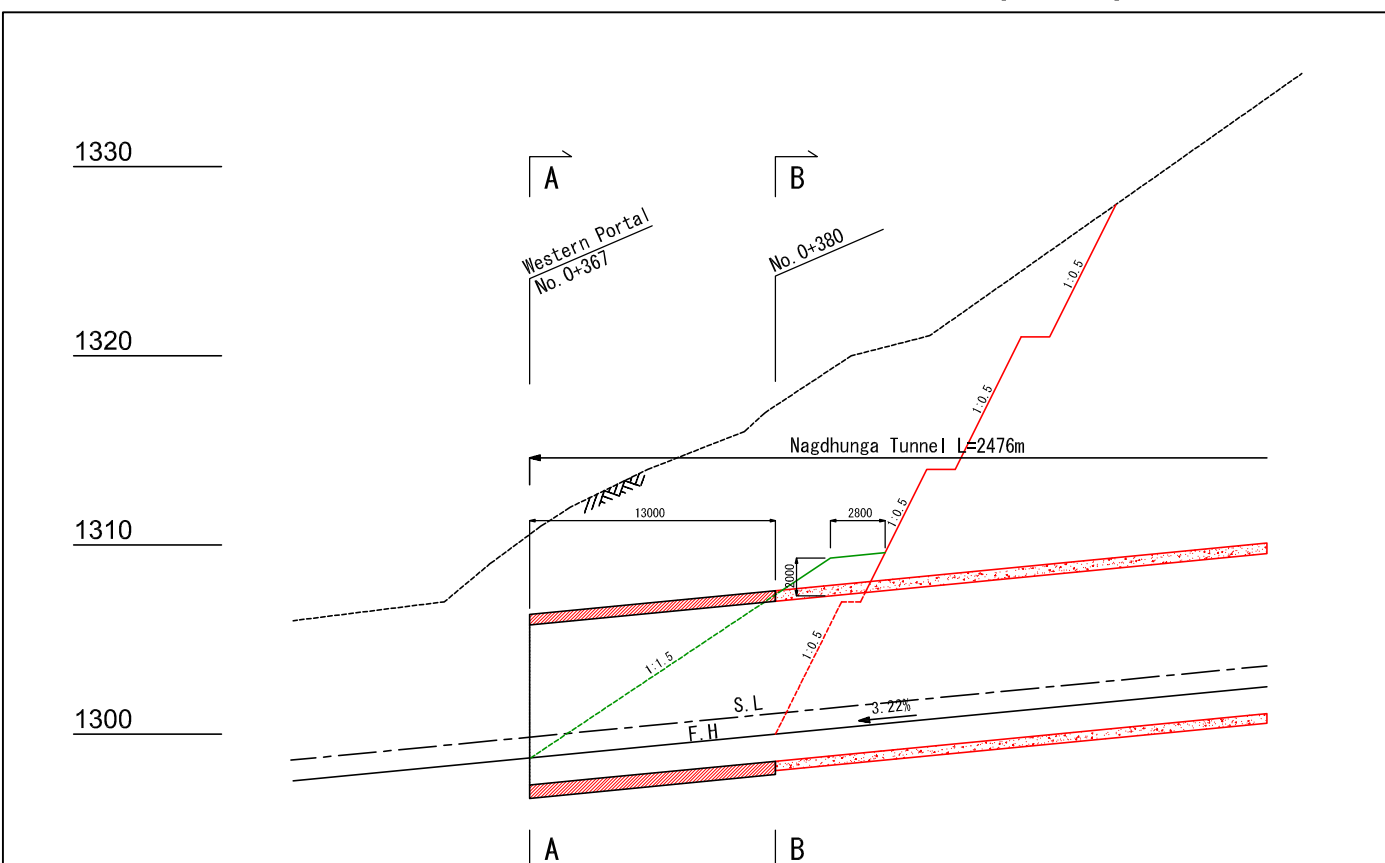 1330
A
B
Western Portal
No. 0+367
No. 0+380
1:0.5
1320
1:0.5
Nagdhunga Tunnel L=2476m
1310
13000
2800
1:0.5
2000
1:0.5
1:1.5
1300
S.L
F.H
3.22%
A
B